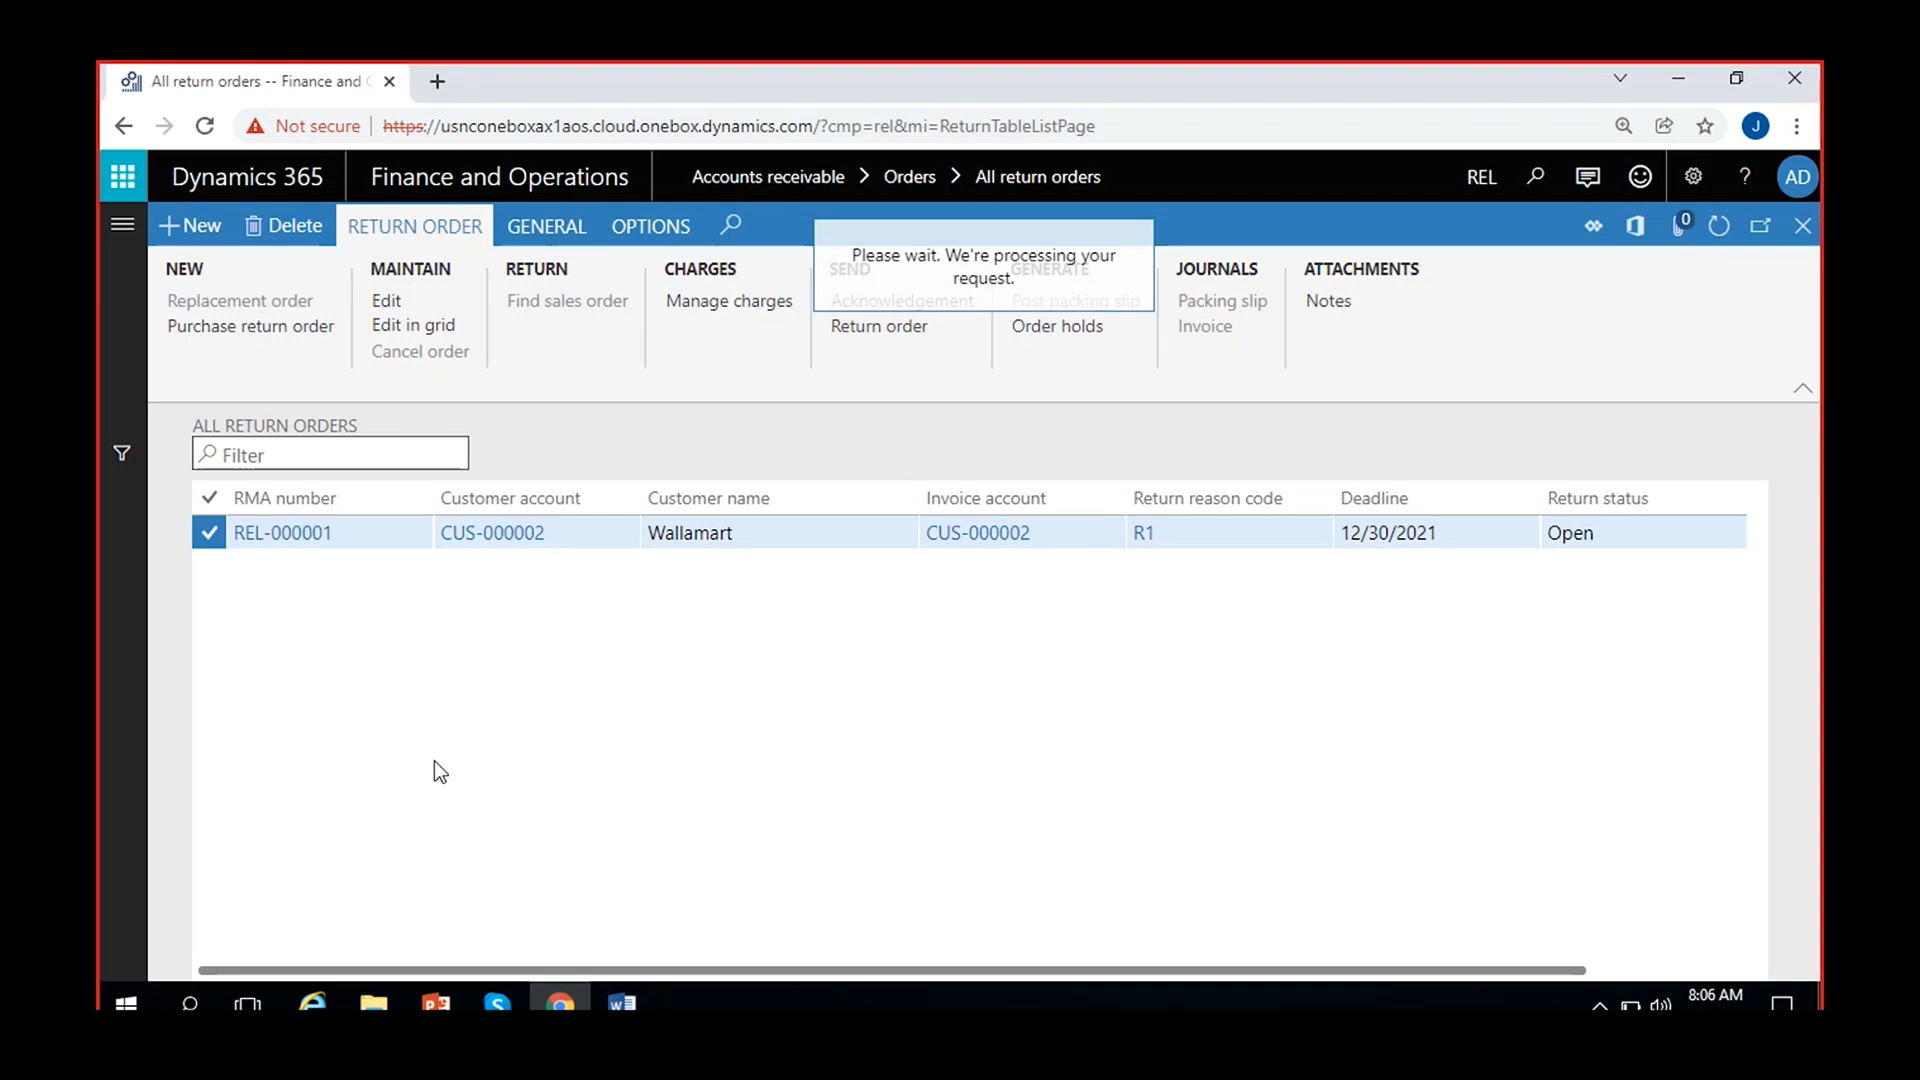 All return orders -- Finance and
Not secure https://usnconeboxax1aos.cloud.onebox.dynamics.com/?cmp=rel&mi=ReturnTableListPage J
Dynamics 365 Finance and Operations Accounts receivable > Orders > All return orders REL ? AD
+ New Delete RETURN ORDER GENERAL OPTIONS 0
Please wait. We're processing your
request.
NEW MAINTAIN RETURN CHARGES SEND GENERATE JOURNALS ATTACHMENTS
Replacement order Edit Find sales order Manage charges Acknowledgement Post packing slip Packing slip Notes
Purchase return order Edit in grid Return order Order holds Invoice
Cancel order
ALL RETURN ORDERS
Filter
RMA number Customer account Customer name Invoice account Return reason code Deadline Return status
REL-000001 CUS-000002 Wallamart CUS-000002 R1 12/30/2021 Open
8:06 AM